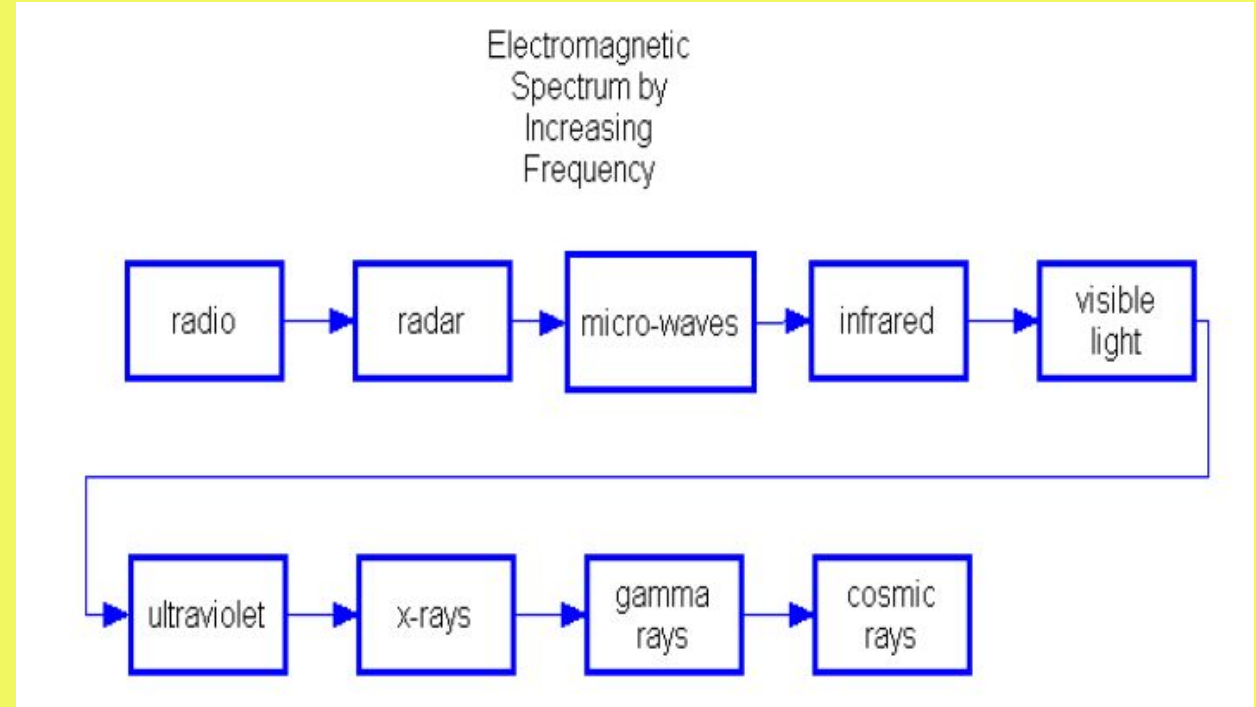 Electromagnetic
Spectrum by
Increasing
Frequency
radio
radar
micro-waves
infrared
visible
light
ultraviolet
x-rays
gamma
rays
cosmic
rays